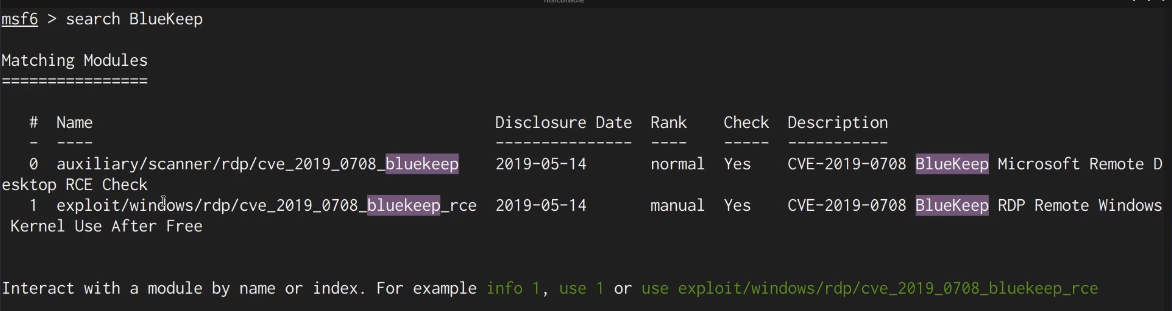 msfconsole
msf6 > search BlueKeep
Matching Modules
================
#  Name  Disclosure Date  Rank  Check  Description
-  ----  ---------------  ----  -----  -----------
0  auxiliary/scanner/rdp/cve_2019_0708_bluekeep  2019-05-14  normal  Yes  CVE-2019-0708 BlueKeep Microsoft Remote D
esktop RCE Check
1  exploit/windows/rdp/cve_2019_0708_bluekeep_rce  2019-05-14  manual  Yes  CVE-2019-0708 BlueKeep RDP Remote Windows
Kernel Use After Free
Interact with a module by name or index. For example info 1, use 1 or use exploit/windows/rdp/cve_2019_0708_bluekeep_rce